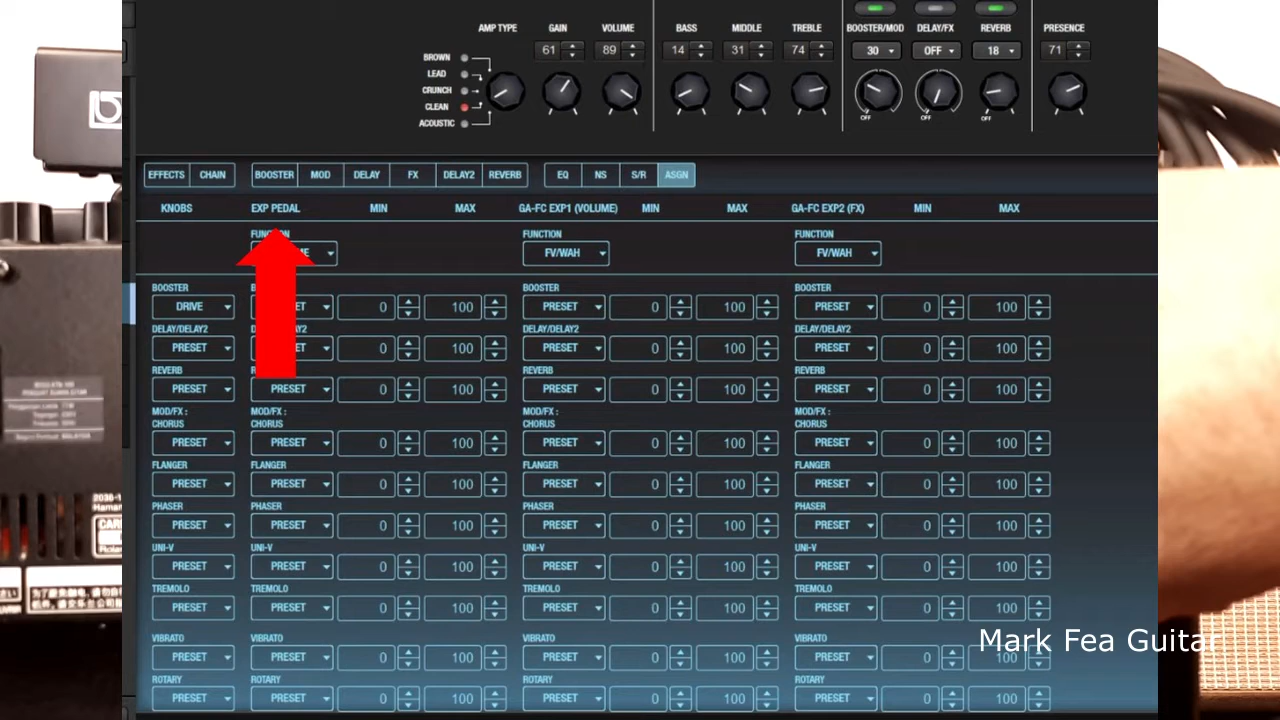 AMP TYPE GAIN VOLUME BASS MIDDLE TREBLE BOOSTER/MOD DELAY/FX REVERB PRESENCE
61 89 14 31 74 30 OFF 18 71
BROWN
LEAD
CRUNCH
CLEAN
ACOUSTIC
OFF OFF OFF
EFFECTS CHAIN BOOSTER MOD DELAY FX DELAY2 REVERB EQ NS S/R ASGN
KNOBS EXP PEDAL MIN MAX GA-FC EXP1 (VOLUME) MIN MAX GA-FC EXP2 (FX) MIN MAX
FUNCTION FUNCTION
FV/WAH FV/WAH
BOOSTER BOOSTER BOOSTER
DRIVE 0 100 PRESET 0 100 PRESET 0 100
DELAY/DELAY2 DELAY/DELAY2 DELAY/DELAY2
PRESET 0 100 PRESET 0 100 PRESET 0 100
REVERB REVERB REVERB
PRESET PRESET 0 100 PRESET 0 100 PRESET 0 100
MOD/FX : MOD/FX : MOD/FX : MOD/FX :
CHORUS CHORUS CHORUS CHORUS
PRESET PRESET 0 100 PRESET 0 100 PRESET 0 100
FLANGER FLANGER FLANGER FLANGER
PRESET PRESET 0 100 PRESET 0 100 PRESET 0 100
PHASER PHASER PHASER PHASER
PRESET PRESET 0 100 PRESET 0 100 PRESET 0 100
UNI-V UNI-V UNI-V UNI-V
PRESET PRESET 0 100 PRESET 0 100 PRESET 0 100
TREMOLO TREMOLO TREMOLO TREMOLO
PRESET PRESET 0 100 PRESET 0 100 PRESET 0 100
VIBRATO VIBRATO VIBRATO VIBRATO
PRESET PRESET 0 100 PRESET 0 100 PRESET 0 100
ROTARY ROTARY ROTARY ROTARY
PRESET PRESET 0 100 PRESET 0 100 PRESET 0 100
Mark Fea Guitar